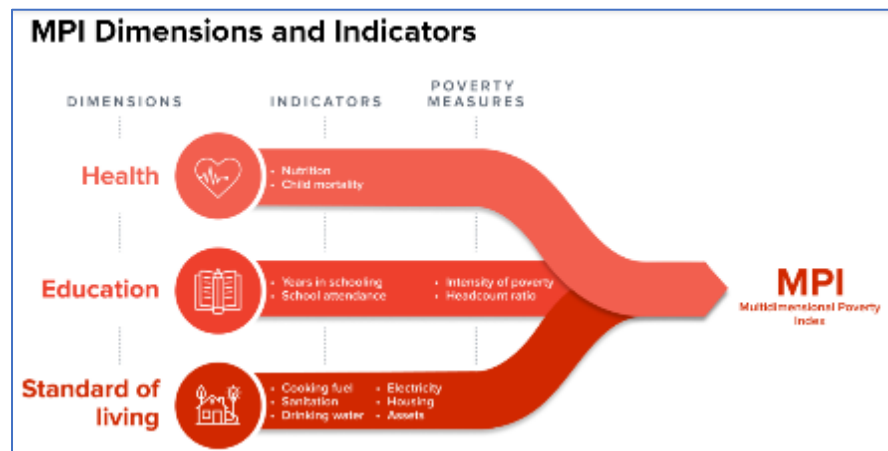 MPI Dimensions and Indicators
DIMENSIONS
INDICATORS
POVERTY
MEASURES
Health
• Nutrition
• Child mortality
Education
• Years in schooling
• School attendance
• Intensity of poverty
• Headcount ratio
MPI
Multidimensional Poverty
Index
Standard of
living
• Cooking fuel
• Sanitation
• Drinking water
• Electricity
• Housing
• Assets